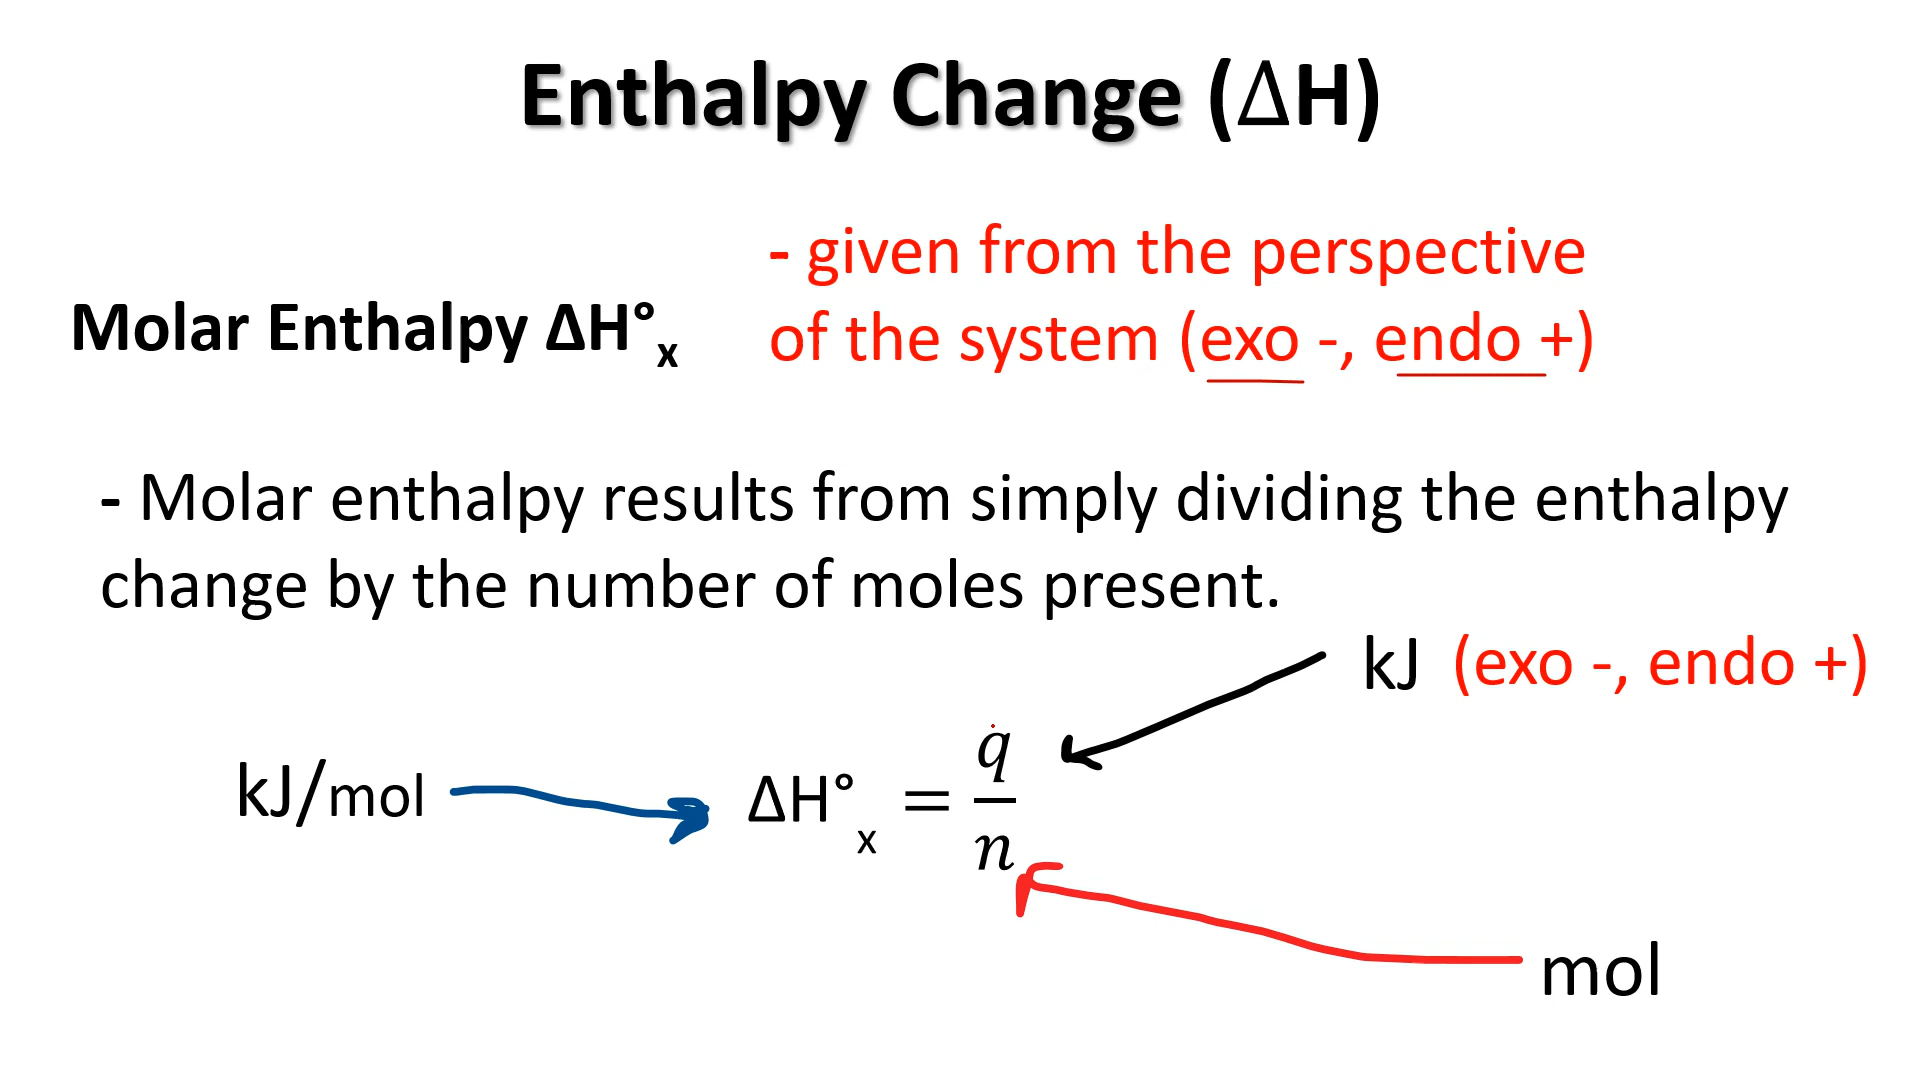 Enthalpy Change (ΔH)
- given from the perspective
of the system (exo -, endo +)
Molar Enthalpy ΔH°x
- Molar enthalpy results from simply dividing the enthalpy
change by the number of moles present.
kJ (exo -, endo +)
kJ/mol
ΔH°x = q/n
mol